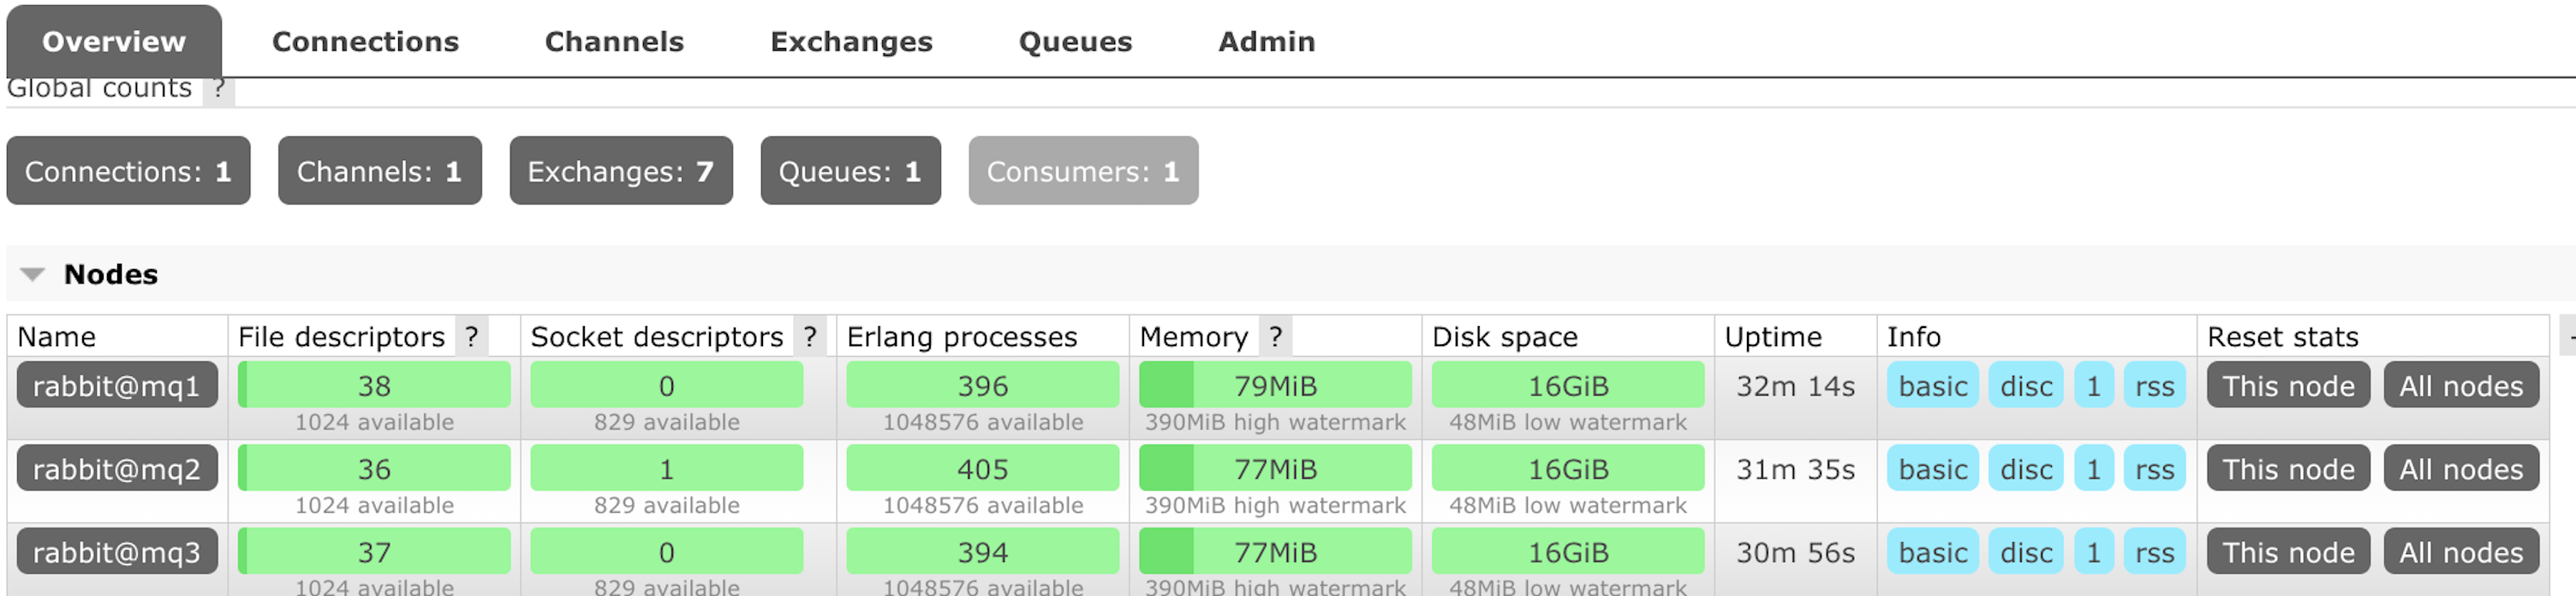 Overview Connections Channels Exchanges Queues Admin
Global counts ?
Connections: 1 Channels: 1 Exchanges: 7 Queues: 1 Consumers: 1
Nodes
Name File descriptors ? Socket descriptors ? Erlang processes Memory ? Disk space Uptime Info Reset stats
rabbit@mq1 38 0 396 79MiB 16GiB 32m 14s basic disc 1 rss This node All nodes
1024 available 829 available 1048576 available 390MiB high watermark 48MiB low watermark
rabbit@mq2 36 1 405 77MiB 16GiB 31m 35s basic disc 1 rss This node All nodes
1024 available 829 available 1048576 available 390MiB high watermark 48MiB low watermark
rabbit@mq3 37 0 394 77MiB 16GiB 30m 56s basic disc 1 rss This node All nodes
1024 available 829 available 1048576 available 390MiB high watermark 48MiB low watermark